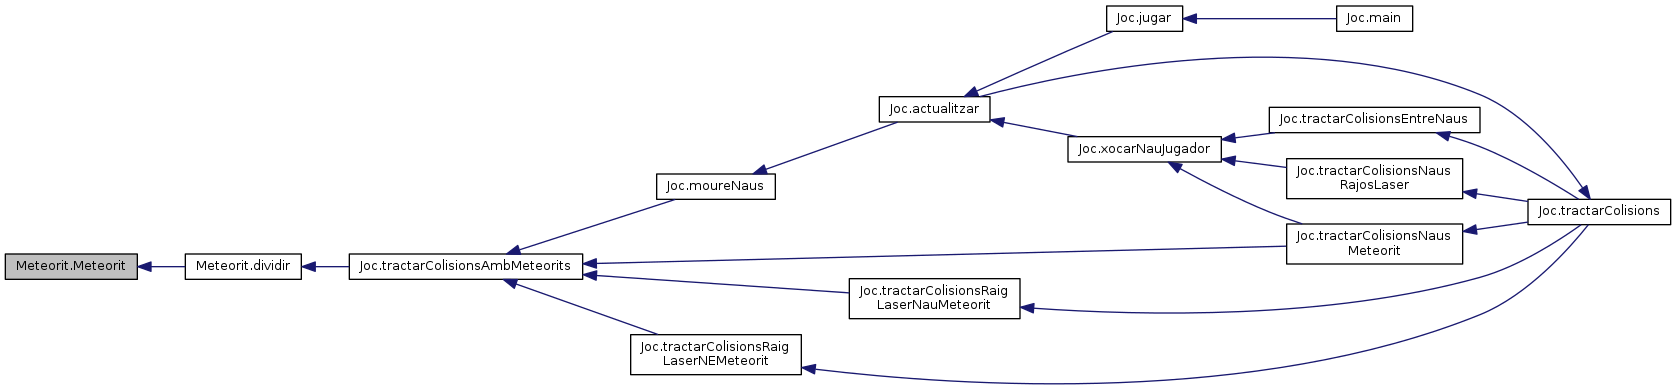 Joc.jugar
Joc.main
Joc.actualitzar
Joc.tractarColisionsEntreNaus
Joc.xocarNauJugador
Joc.tractarColisionsNaus
RajosLaser
Joc.moureNaus
Joc.tractarColisions
Joc.tractarColisionsNaus
Meteorit
Meteorit.Meteorit
Meteorit.dividir
Joc.tractarColisionsAmbMeteorits
Joc.tractarColisionsRaig
LaserNauMeteorit
Joc.tractarColisionsRaig
LaserNEMeteorit